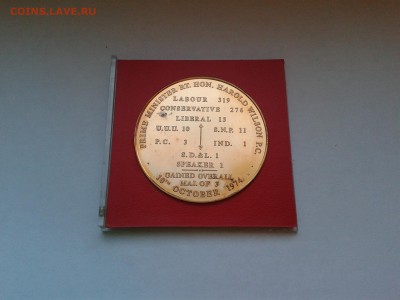 COINS.LAVE.RU
PRIME MINISTER RT. HON. HAROLD WILSON P.C.
LABOUR 319
CONSERVATIVE 276
LIBERAL 13
U.U.U. 10 S.N.P. 11
P.C. 3 IND. 1
S.D.&L. 1
SPEAKER 1
GAINED OVERALL
MAJ. OF 3
10TH OCTOBER 1974